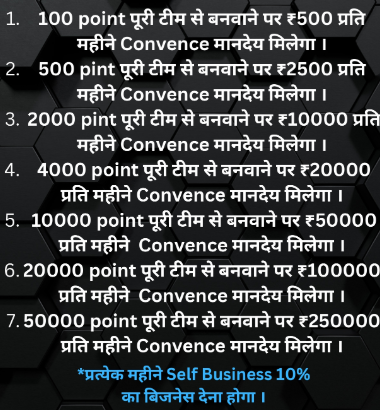 1. 100 point पूरी टीम से बनवाने पर ₹500 प्रति
महीने Convence मानदेय मिलेगा ।
2. 500 pint पूरी टीम से बनवाने पर ₹2500 प्रति
महीने Convence मानदेय मिलेगा ।
3. 2000 pint पूरी टीम से बनवाने पर ₹10000 प्रति
महीने Convence मानदेय मिलेगा ।
4. 4000 point पूरी टीम से बनवाने पर ₹20000
प्रति महीने Convence मानदेय मिलेगा ।
5. 10000 point पूरी टीम से बनवाने पर ₹50000
प्रति महीने Convence मानदेय मिलेगा ।
6. 20000 point पूरी टीम से बनवाने पर ₹100000
प्रति महीने Convence मानदेय मिलेगा ।
7. 50000 point पूरी टीम से बनवाने पर ₹250000
प्रति महीने Convence मानदेय मिलेगा ।
*प्रत्येक महीने Self Business 10%
का बिजनेस देना होगा ।